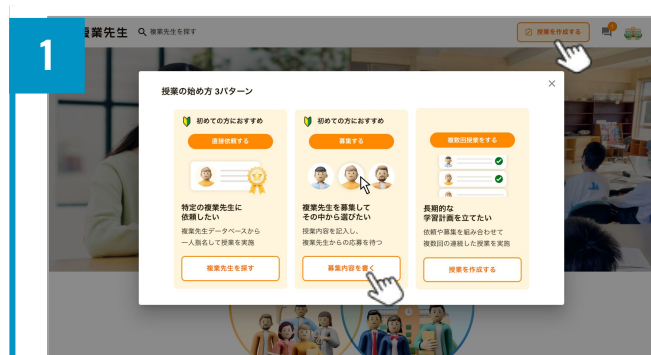 1
業先生
複業先生を探す
授業を作成する
1
授業の始め方 3パターン
初めての方におすすめ
直接依頼する
特定の複業先生に
依頼したい
複業先生データベースから
一人指名して授業を実施
複業先生を探す
初めての方におすすめ
募集する
複業先生を募集して
その中から選びたい
授業内容を記入し、
複業先生からの応募を待つ
募集内容を書く
複数回授業をする
長期的な
学習計画を立てたい
依頼や募集を組み合わせて
複数回の連続した授業を実施
授業を作成する